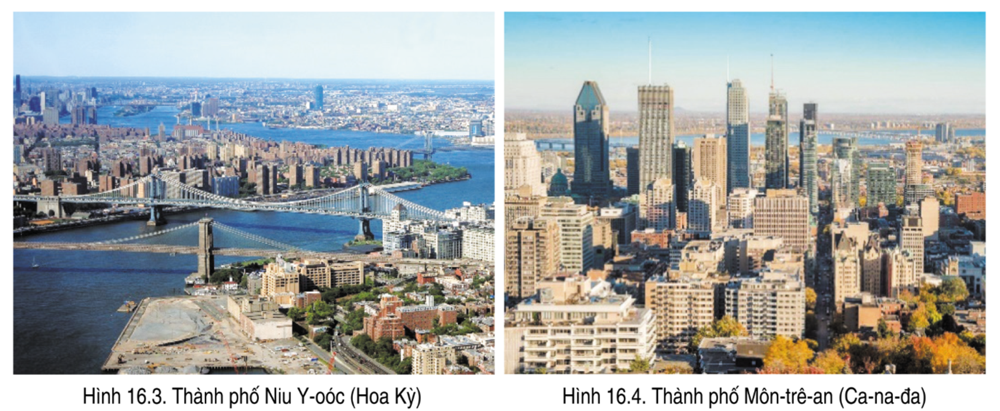 Hình 16.3. Thành phố Niu Y-oóc (Hoa Kỳ)
Hình 16.4. Thành phố Môn-trê-an (Ca-na-đa)